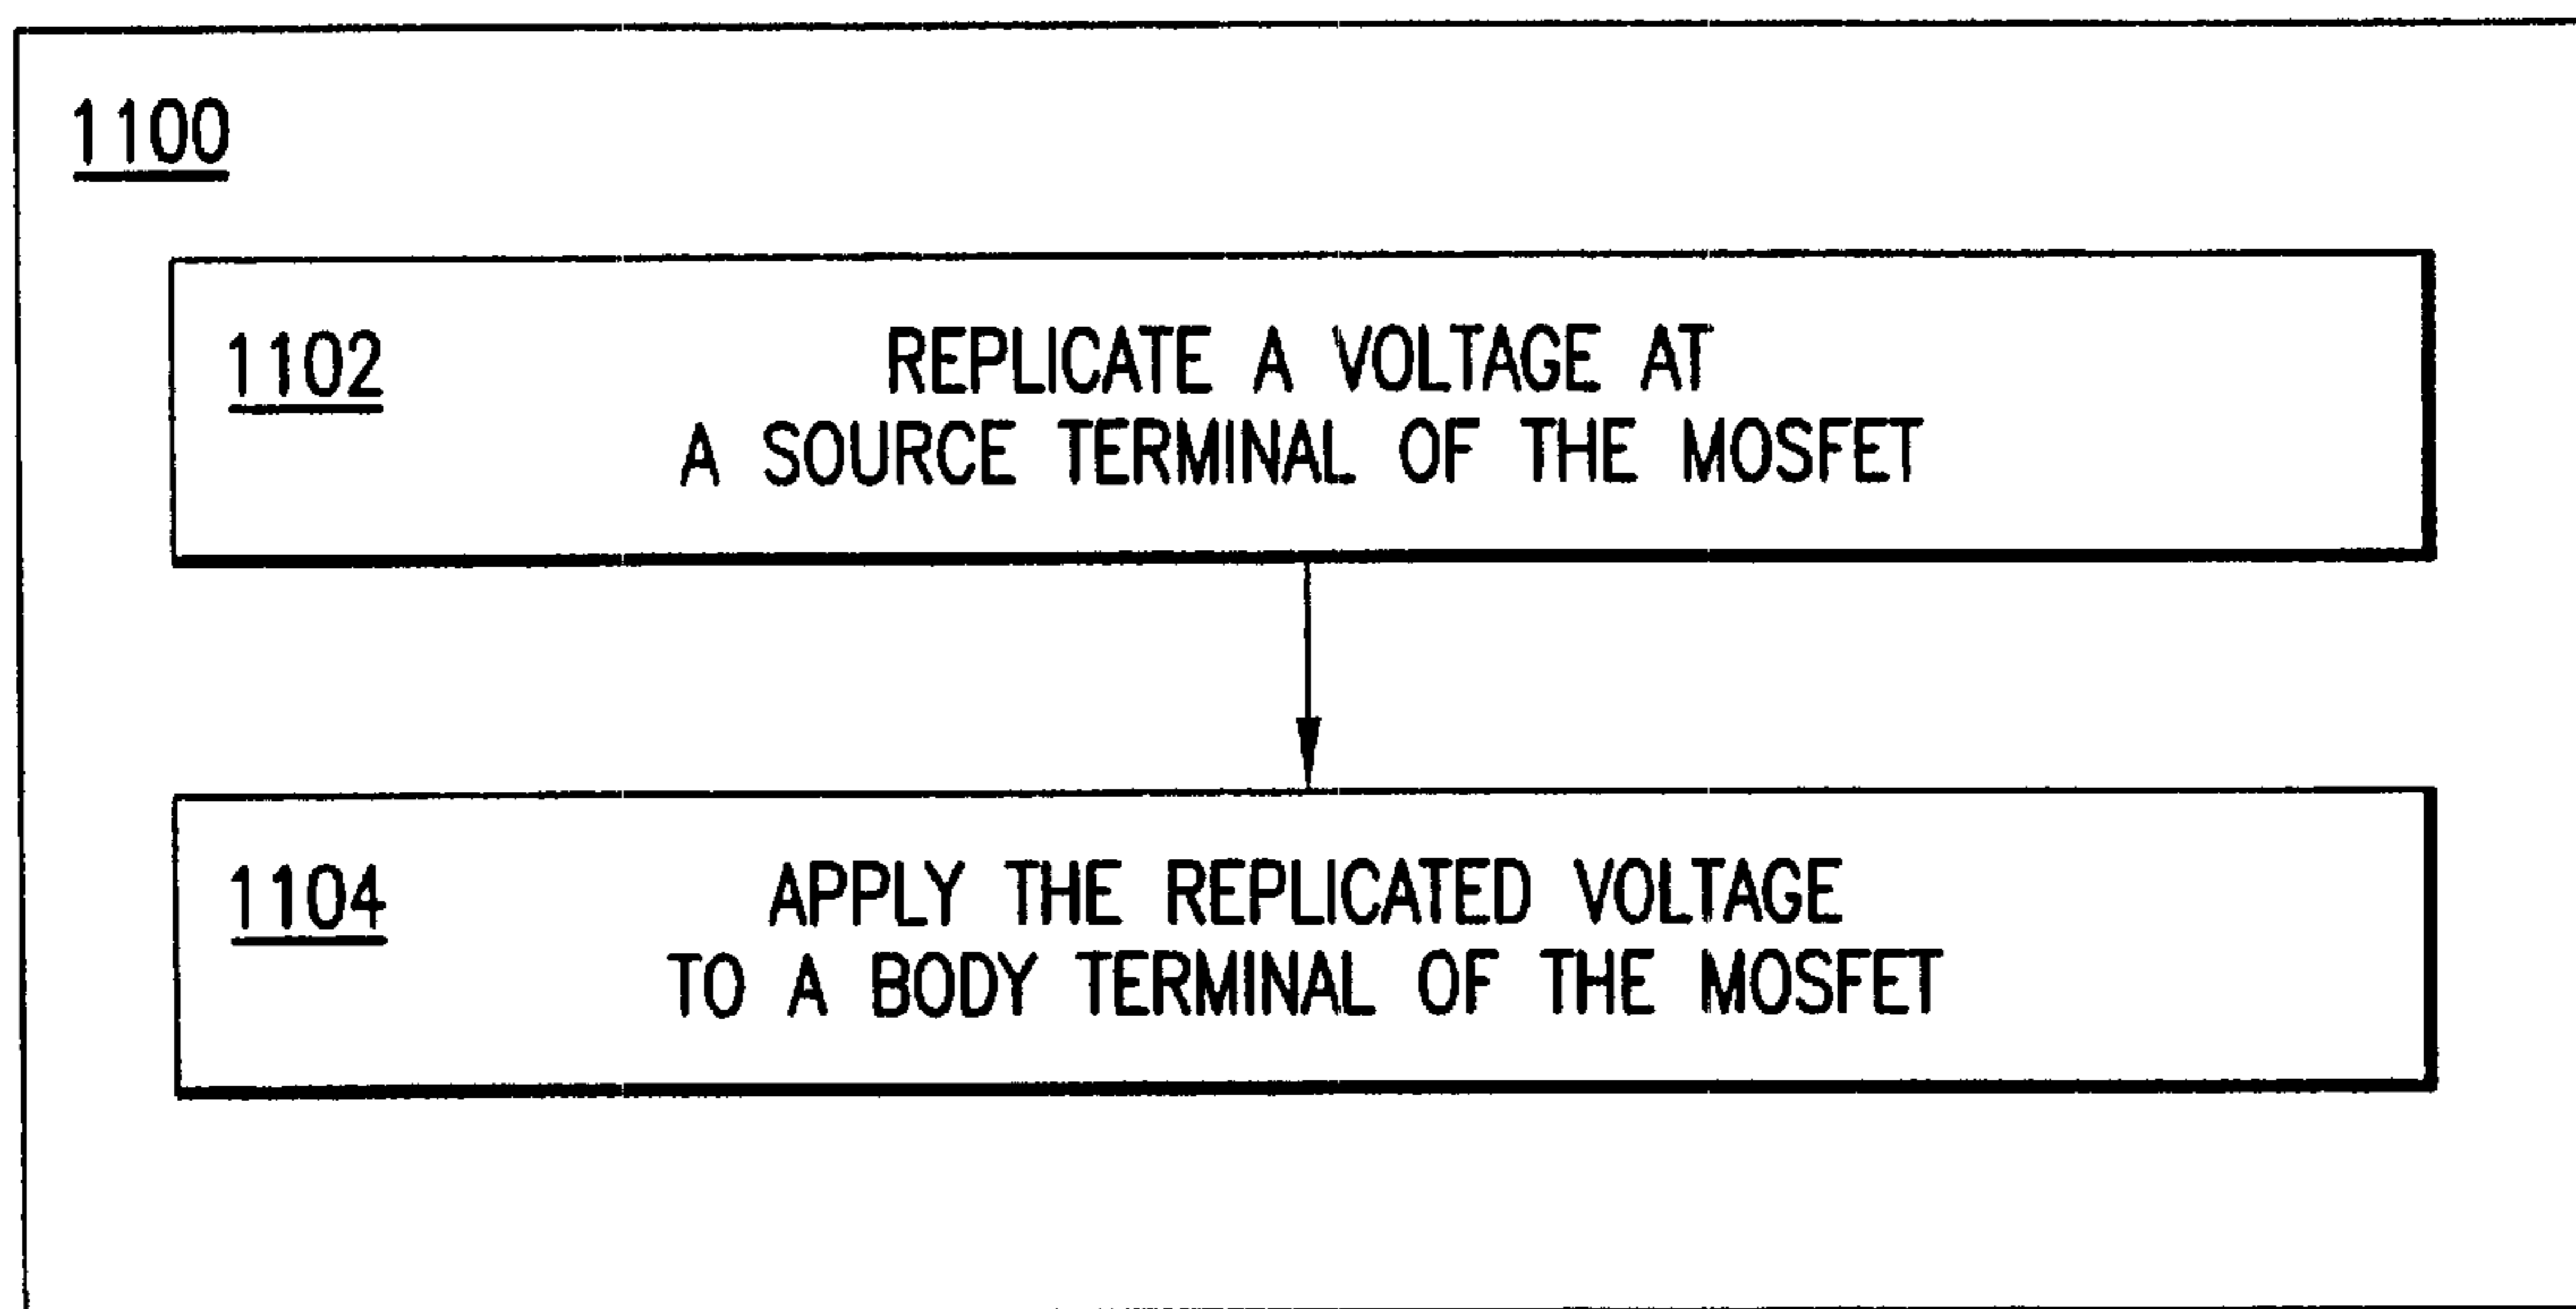 1100
1102
REPLICATE A VOLTAGE AT
A SOURCE TERMINAL OF THE MOSFET
1104
APPLY THE REPLICATED VOLTAGE
TO A BODY TERMINAL OF THE MOSFET